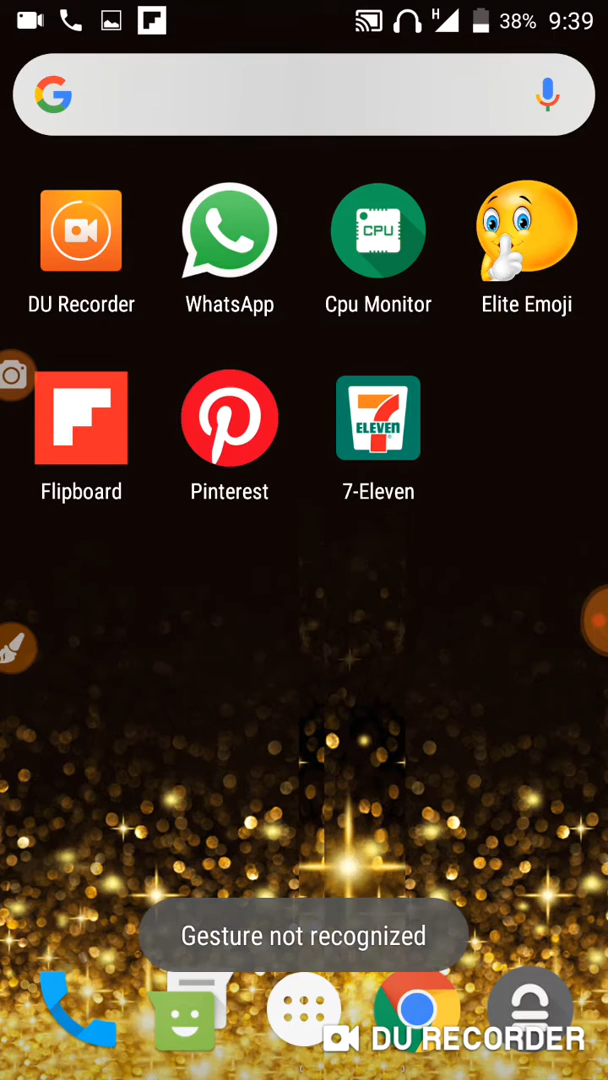 H 38% 9:39
DU Recorder WhatsApp Cpu Monitor Elite Emoji
CPU
Flipboard Pinterest 7-Eleven
7 ELEVEN
Gesture not recognized
DU RECORDER